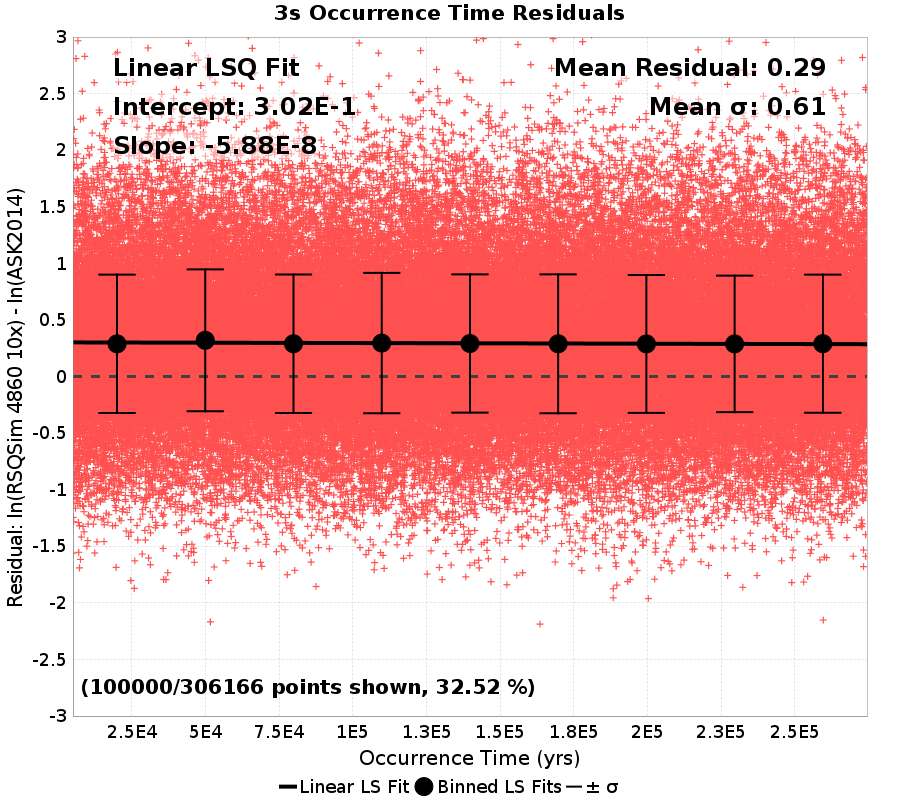 3s Occurrence Time Residuals
Linear LSQ Fit
Intercept: 3.02E-1
Slope: -5.88E-8
Mean Residual: 0.29
Mean σ: 0.61
Residual: ln(RSQSim 4860 10x) - ln(ASK2014)
3
2.5
2
1.5
1
0.5
0
-0.5
-1
-1.5
-2
-2.5
-3
(100000/306166 points shown, 32.52 %)
2.5E4 5E4 7.5E4 1E5 1.3E5 1.5E5 1.8E5 2E5 2.3E5 2.5E5
Occurrence Time (yrs)
Linear LS Fit Binned LS Fits ± σ